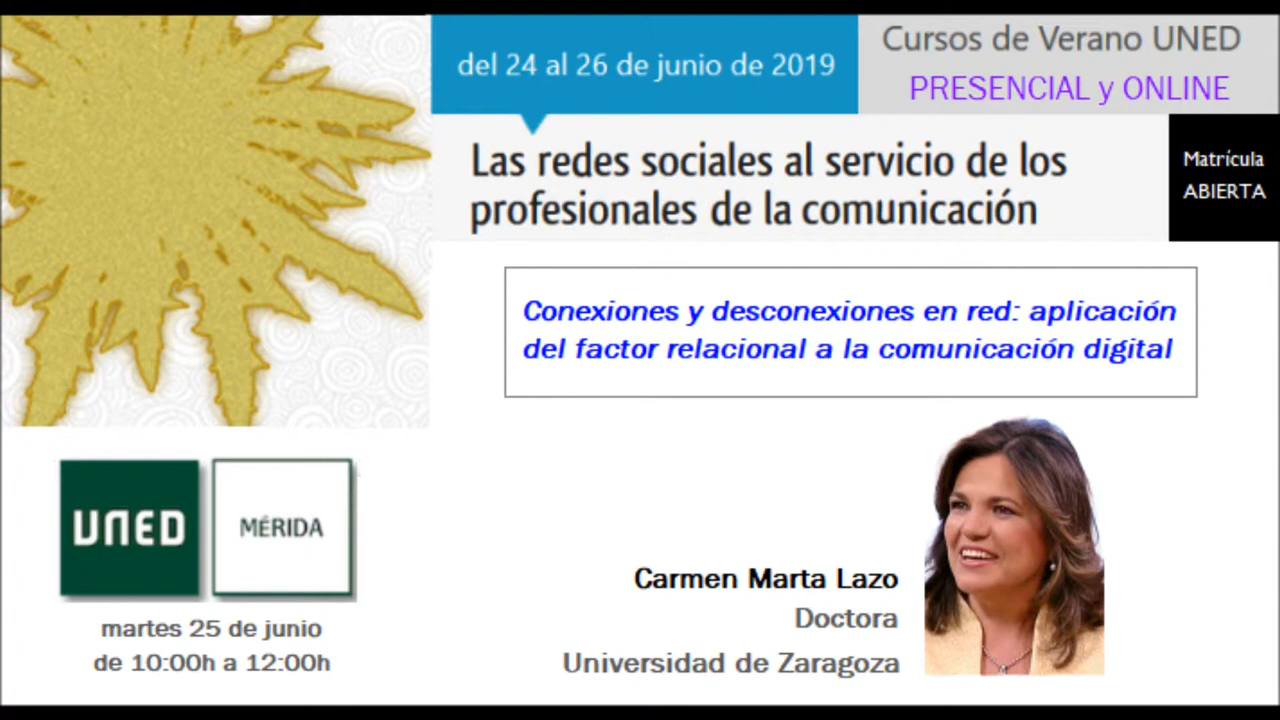 del 24 al 26 de junio de 2019
Cursos de Verano UNED
PRESENCIAL y ONLINE
Las redes sociales al servicio de los
profesionales de la comunicación
Matrícula
ABIERTA
Conexiones y desconexiones en red: aplicación
del factor relacional a la comunicación digital
UNED
MÉRIDA
martes 25 de junio
de 10:00h a 12:00h
Carmen Marta Lazo
Doctora
Universidad de Zaragoza